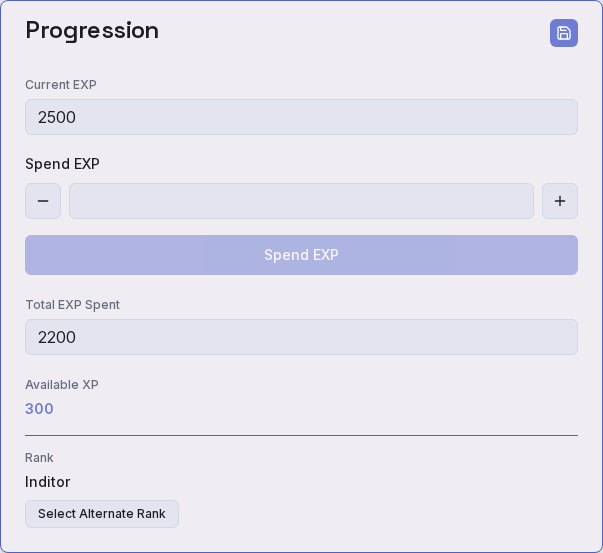 Progression
Current EXP
2500
Spend EXP
Spend EXP
Total EXP Spent
2200
Available XP
300
Rank
Inditor
Select Alternate Rank